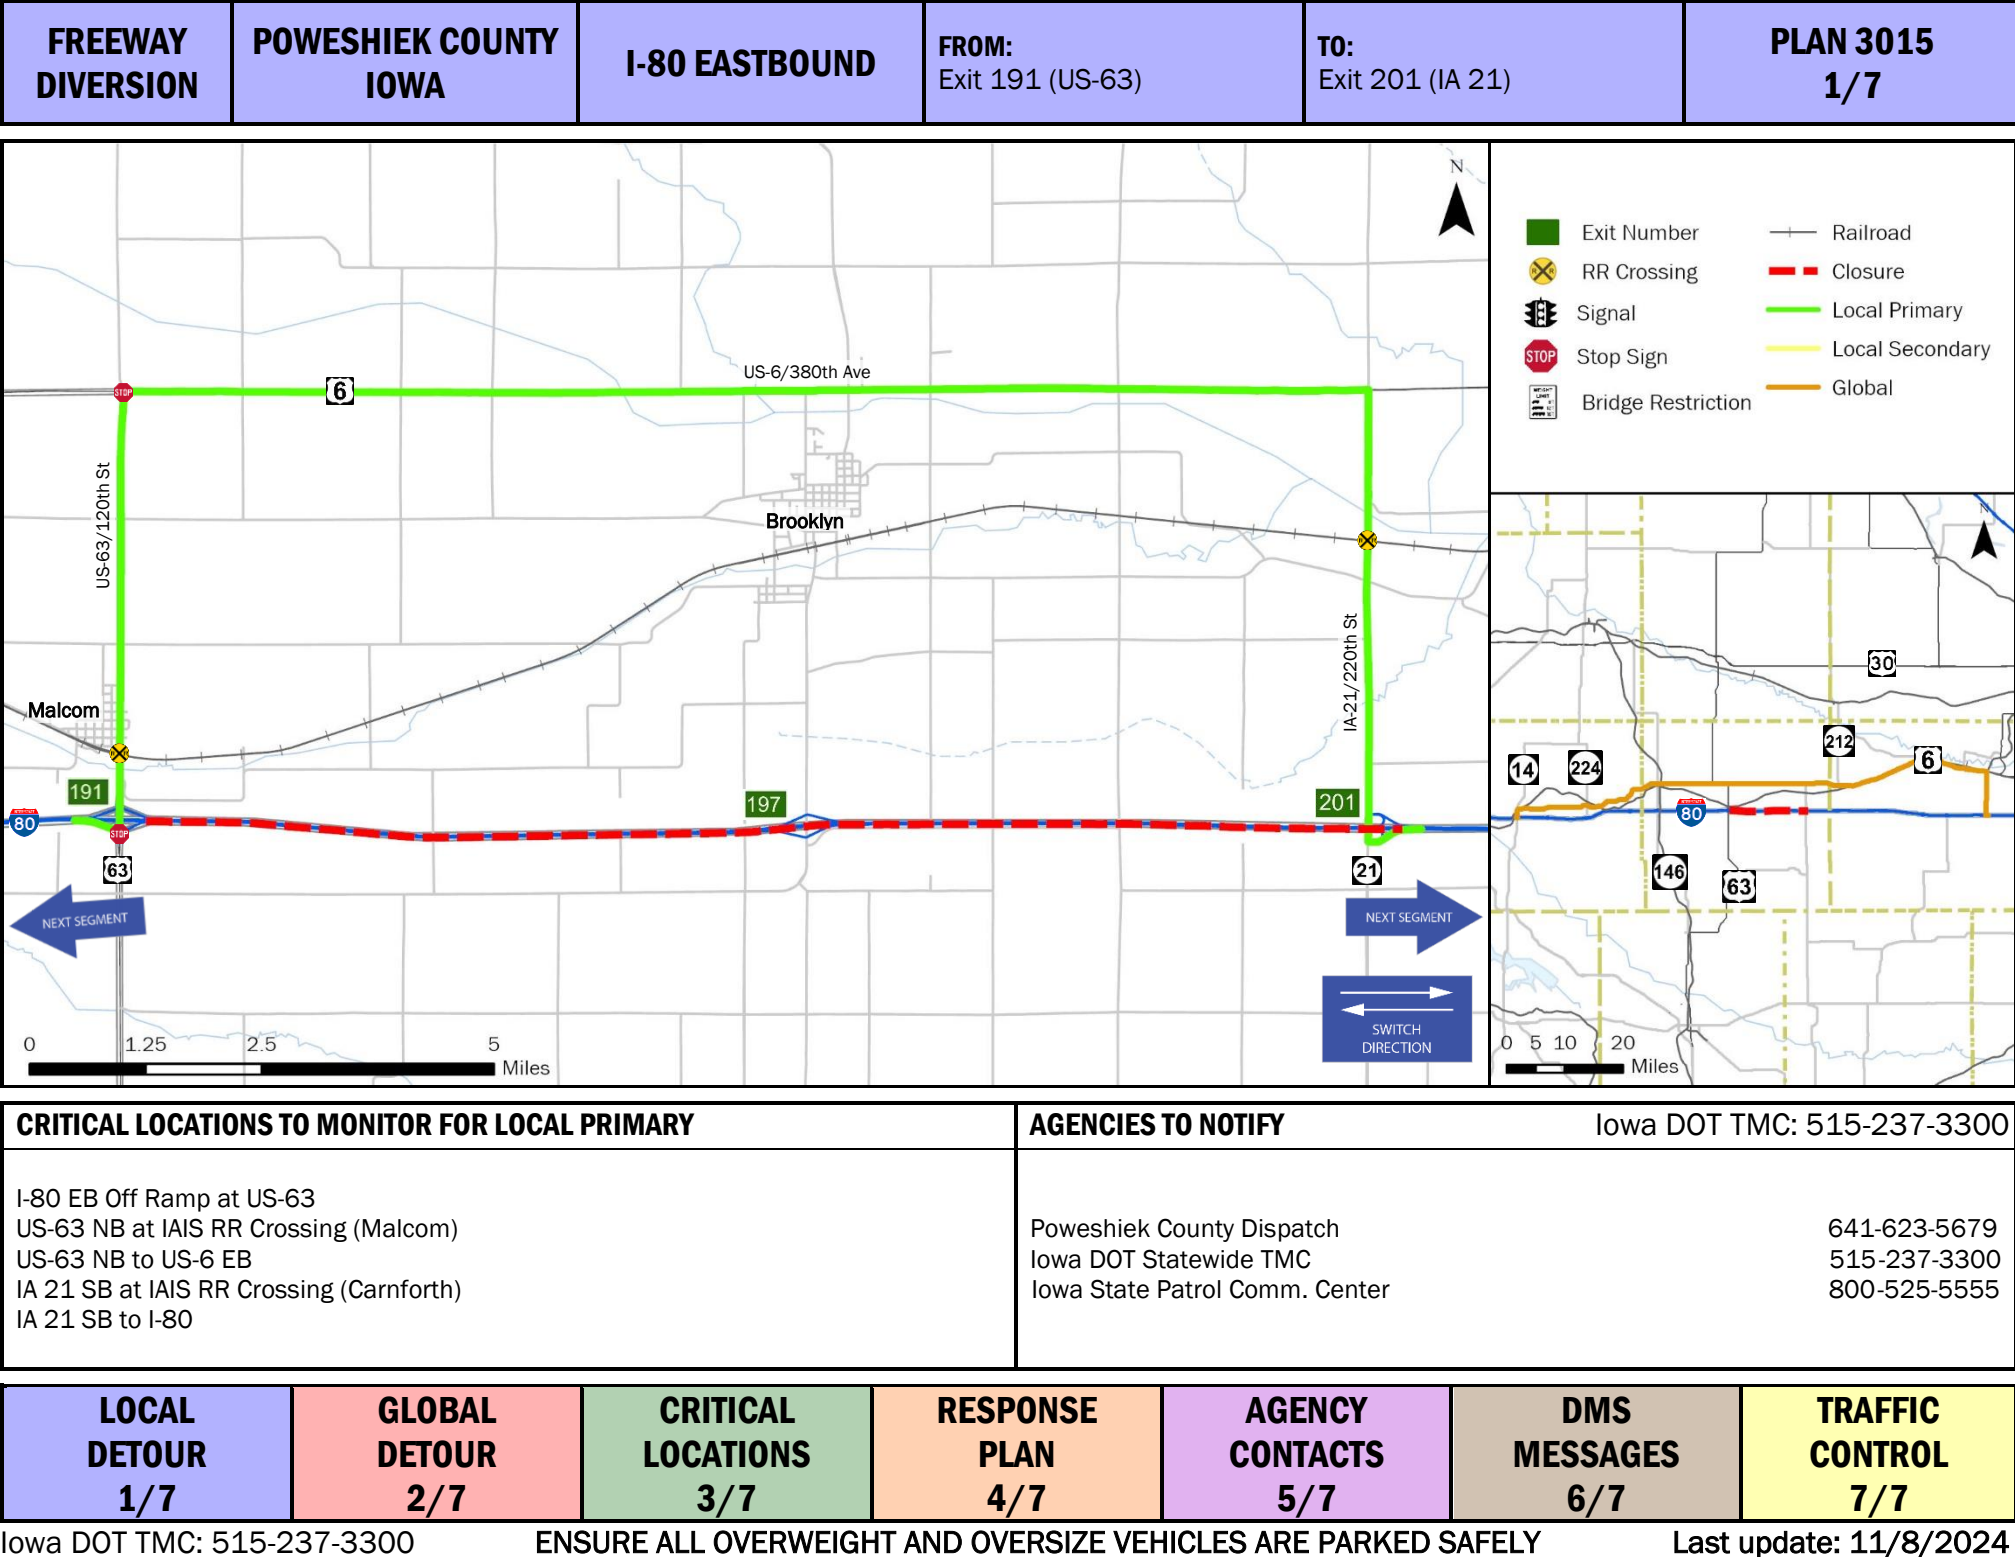 FREEWAY
DIVERSION
POWESHIEK COUNTY
IOWA
I-80 EASTBOUND
FROM:
Exit 191 (US-63)
TO:
Exit 201 (IA 21)
PLAN 3015
1/7
N
US-6/380th Ave
STOP
6
US-63/120th St
Brooklyn
IA-21/220th St
Malcom
191
197
201
80
STOP
63
21
NEXT SEGMENT
NEXT SEGMENT
SWITCH
DIRECTION
0 1.25 2.5 5
Miles
Exit Number
RR Crossing
Signal
STOP Stop Sign
WEIGHT
LIMIT
Bridge Restriction
Railroad
Closure
Local Primary
Local Secondary
Global
N
30
212
6
14
224
80
146
63
0 5 10 20
Miles
CRITICAL LOCATIONS TO MONITOR FOR LOCAL PRIMARY
I-80 EB Off Ramp at US-63
US-63 NB at IAIS RR Crossing (Malcom)
US-63 NB to US-6 EB
IA 21 SB at IAIS RR Crossing (Carnforth)
IA 21 SB to I-80
AGENCIES TO NOTIFY Iowa DOT TMC: 515-237-3300
Poweshiek County Dispatch 641-623-5679
Iowa DOT Statewide TMC 515-237-3300
Iowa State Patrol Comm. Center 800-525-5555
LOCAL
DETOUR
1/7
GLOBAL
DETOUR
2/7
CRITICAL
LOCATIONS
3/7
RESPONSE
PLAN
4/7
AGENCY
CONTACTS
5/7
DMS
MESSAGES
6/7
TRAFFIC
CONTROL
7/7
Iowa DOT TMC: 515-237-3300 ENSURE ALL OVERWEIGHT AND OVERSIZE VEHICLES ARE PARKED SAFELY Last update: 11/8/2024